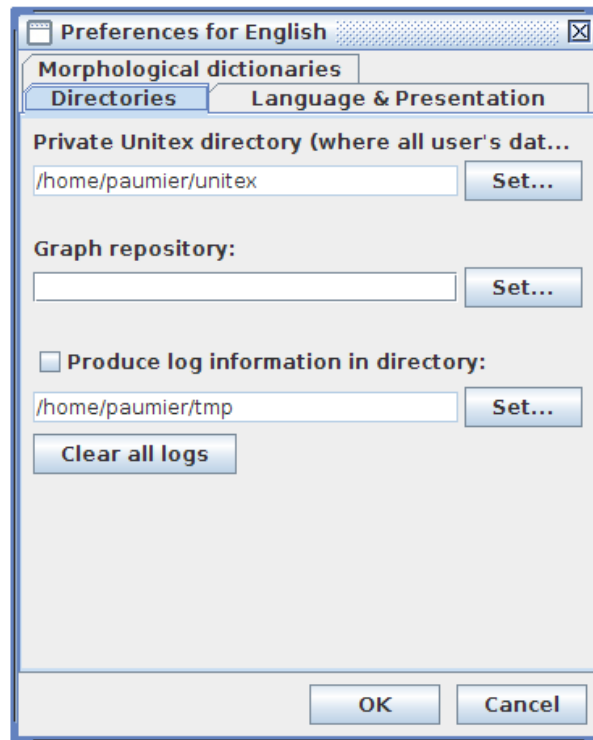 Preferences for English
Morphological dictionaries
Directories
Language & Presentation
Private Unitex directory (where all user's dat...
/home/paumier/unitex
Set...
Graph repository:
Set...
Produce log information in directory:
/home/paumier/tmp
Set...
Clear all logs
OK
Cancel